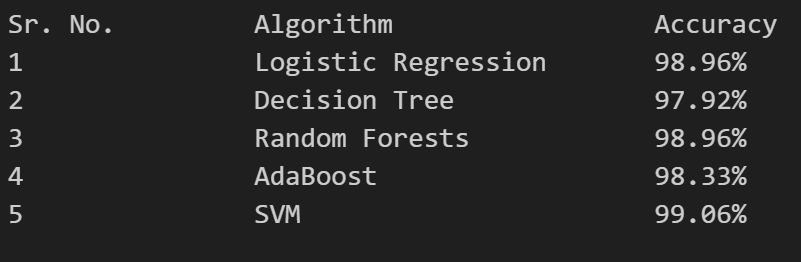 Sr. No. Algorithm Accuracy
1 Logistic Regression 98.96%
2 Decision Tree 97.92%
3 Random Forests 98.96%
4 AdaBoost 98.33%
5 SVM 99.06%